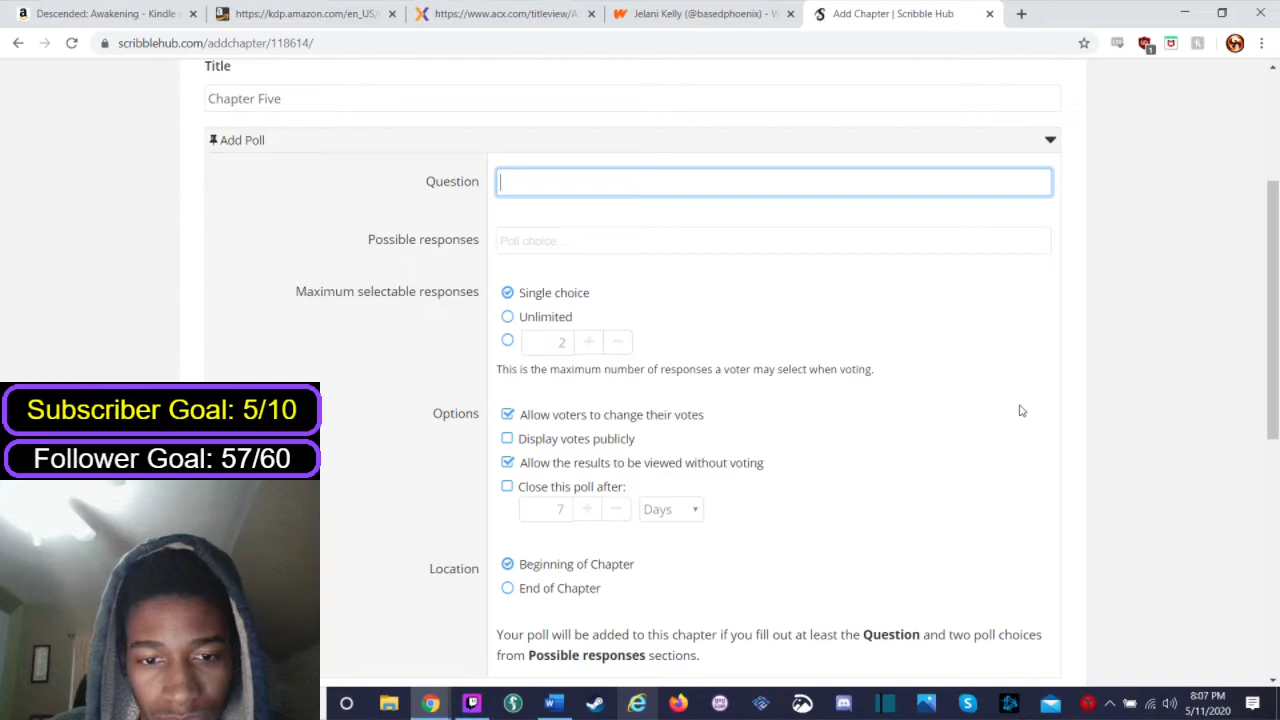 Descended: Awakening - Kindle e
https://kdp.amazon.com/en_US/
https://www.acx.com/titleview/A
Jelani Kelly (@basedphoenix) - W
Add Chapter | Scribble Hub
scribblehub.com/addchapter/118614/
Title
Chapter Five
Add Poll
Question
Possible responses
Poll choice...
Maximum selectable responses
Single choice
Unlimited
2
This is the maximum number of responses a voter may select when voting.
Options
Allow voters to change their votes
Display votes publicly
Allow the results to be viewed without voting
Close this poll after:
7 Days
Location
Beginning of Chapter
End of Chapter
Your poll will be added to this chapter if you fill out at least the Question and two poll choices
from Possible responses sections.
Subscriber Goal: 5/10
Follower Goal: 57/60
8:07 PM
5/11/2020